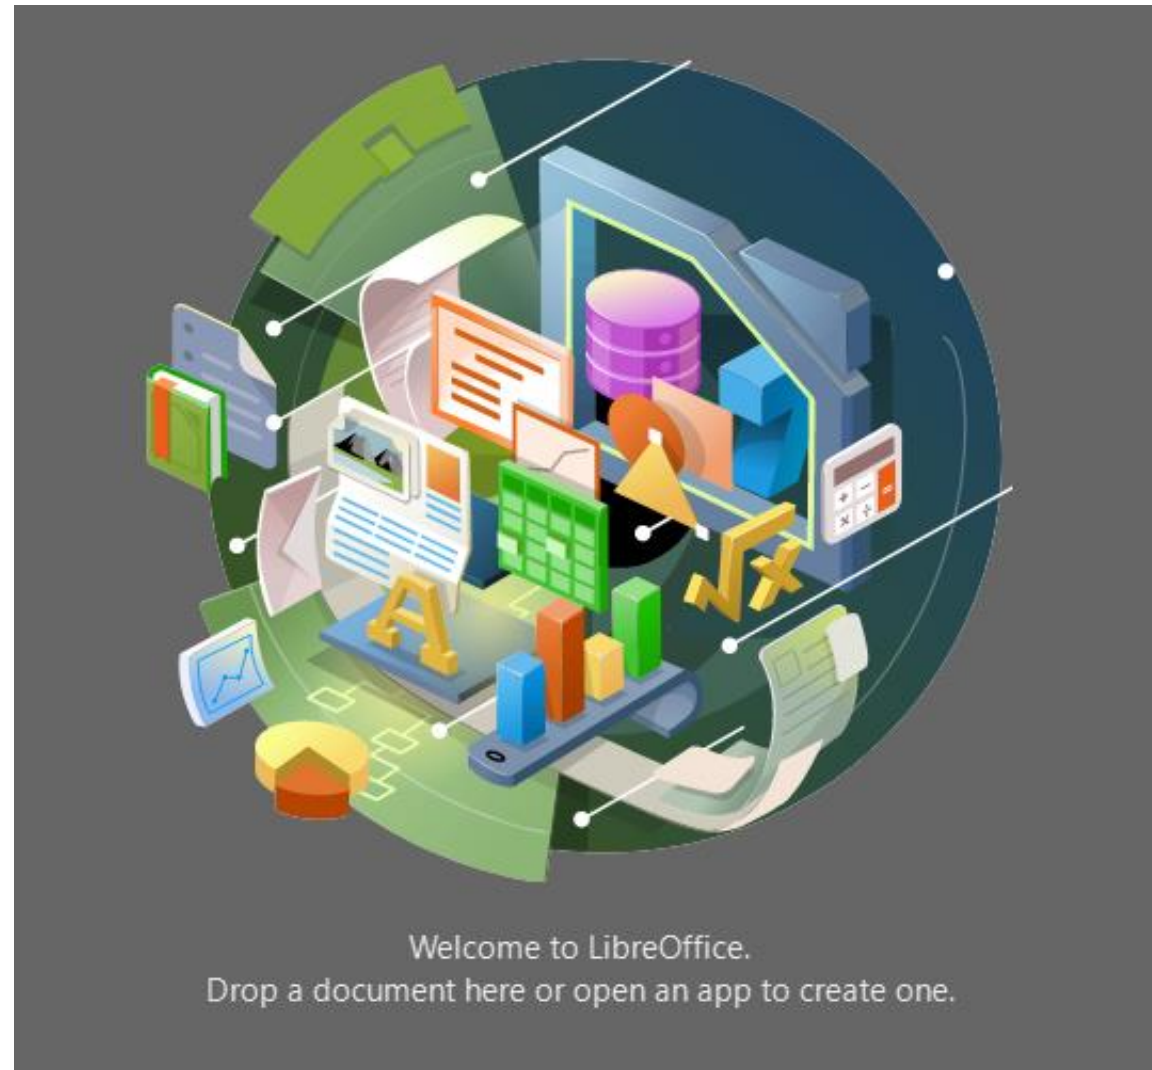 Welcome to LibreOffice.
Drop a document here or open an app to create one.